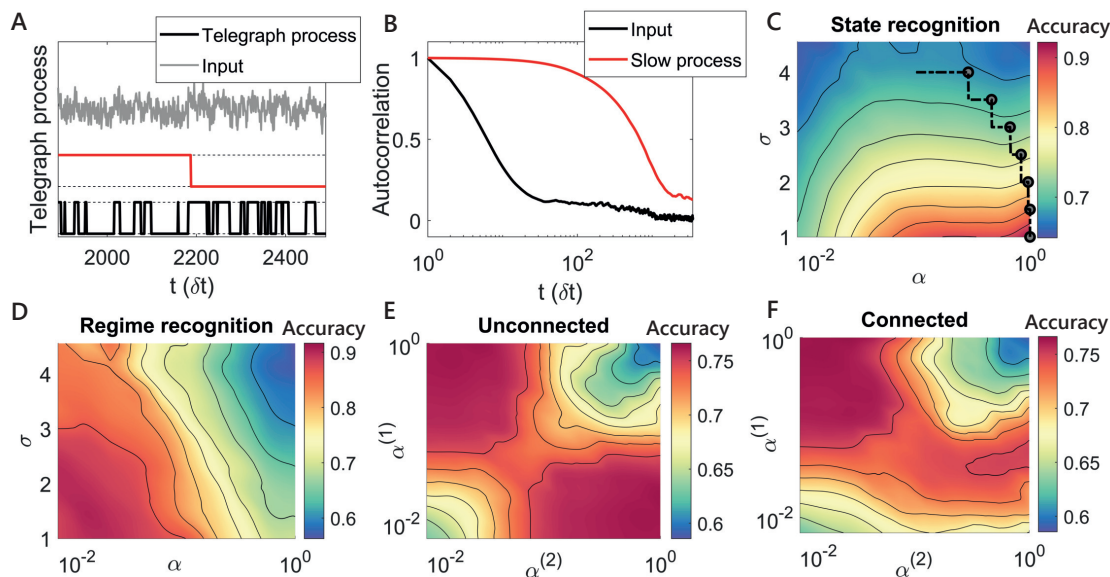 A
Telegraph process
Input
Telegraph process
2000
2200
2400
t (δt)
B
Input
Slow process
Autocorrelation
1
0.5
0
10^0
10^2
t (δt)
C
State recognition
Accuracy
σ
4
3
2
1
10^-2
α
10^0
0.9
0.8
0.7
D
Regime recognition
Accuracy
σ
4
3
2
1
10^-2
α
10^0
0.9
0.8
0.7
0.6
E
Unconnected
Accuracy
α^(1)
10^0
10^-2
10^-2
α^(2)
10^0
0.75
0.7
0.65
0.6
F
Connected
Accuracy
α^(1)
10^0
10^-2
10^-2
α^(2)
10^0
0.75
0.7
0.65
0.6